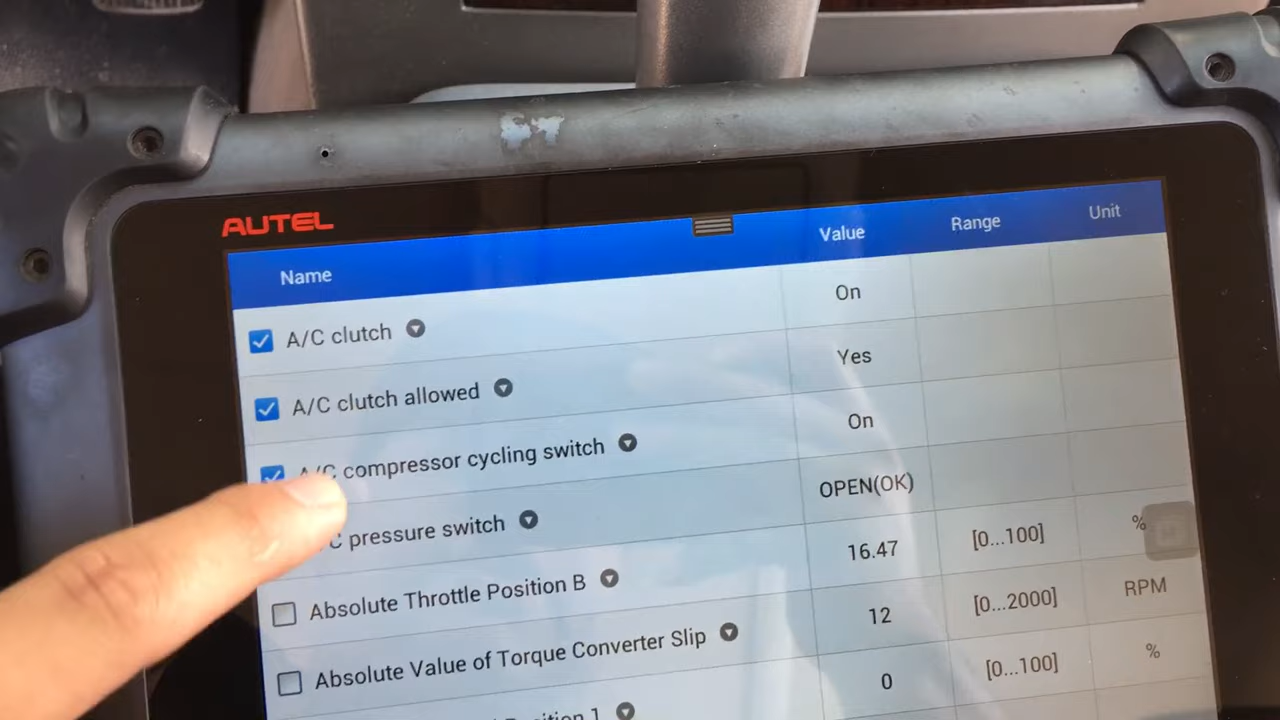 AUTEL
Name Value Range Unit
A/C clutch On
A/C clutch allowed Yes
A/C compressor cycling switch On
C pressure switch OPEN(OK)
Absolute Throttle Position B 16.47 [0...100] %
Absolute Value of Torque Converter Slip 12 [0...2000] RPM
1 0 [0...100] %